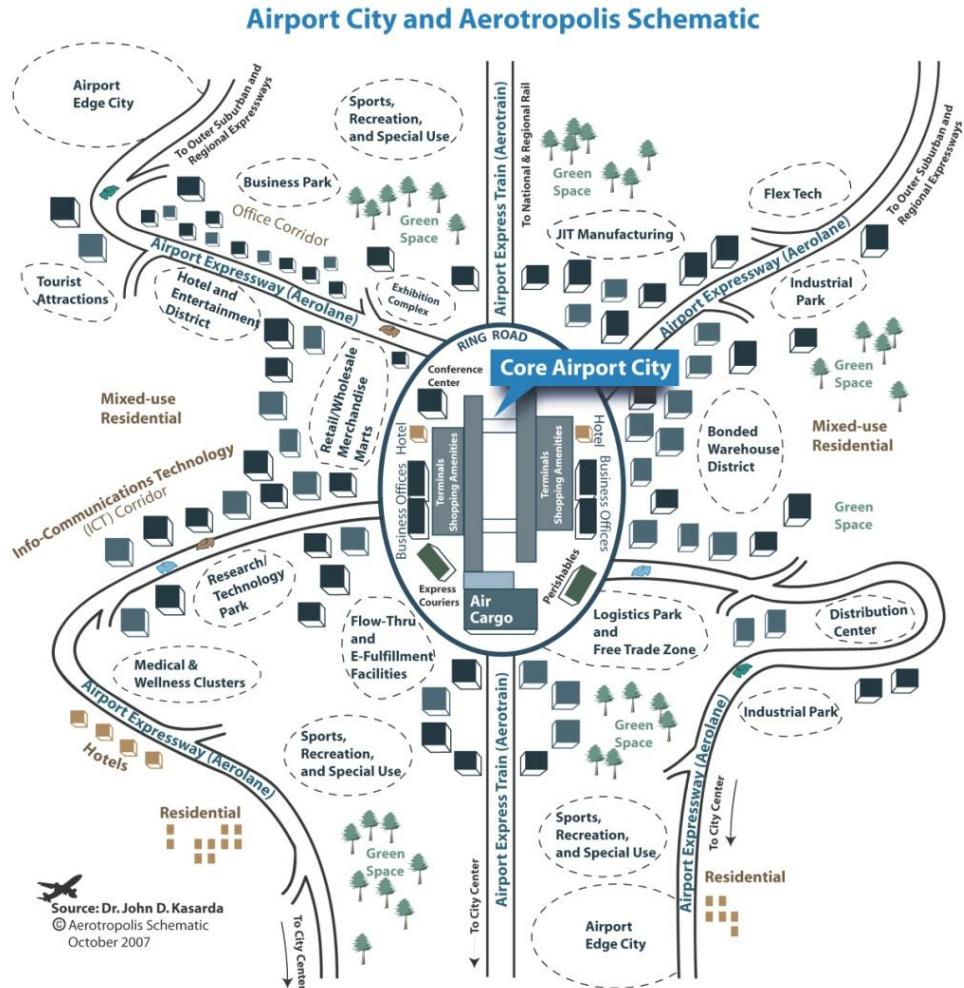 Airport City and Aerotropolis Schematic
Airport
Edge City
To Outer Suburban and
Regional Expressways
Sports,
Recreation,
and Special Use
Airport Express Train (Aerotrain)
To National & Regional Rail
Green
Space
Flex Tech
To Outer Suburban and
Regional Expressways
Business Park
Office Corridor
Green
Space
JIT Manufacturing
Airport Expressway (Aerolane)
Airport Expressway (Aerolane)
Tourist
Attractions
Hotel and
Entertainment
District
Exhibition
Complex
Industrial
Park
RING ROAD
Core Airport City
Conference
Center
Green
Space
Mixed-use
Residential
Retail/Wholesale
Merchandise
Marts
Hotel
Terminals
Shopping Amenities
Terminals
Shopping Amenities
Hotel
Business Offices
Business Offices
Bonded
Warehouse
District
Mixed-use
Residential
Info-Communications Technology
(ICT) Corridor
Green
Space
Research/
Technology
Park
Express
Couriers
Air
Cargo
Perishables
Flow-Thru
and
E-Fulfillment
Facilities
Logistics Park
and
Free Trade Zone
Distribution
Center
Medical &
Wellness Clusters
Airport Expressway (Aerolane)
Hotels
Sports,
Recreation,
and Special Use
Airport Express Train (Aerotrain)
Green
Space
Industrial Park
Airport Expressway (Aerolane)
To City Center
Residential
Green
Space
Sports,
Recreation,
and Special Use
Residential
To City Center
To City Center
Airport
Edge City
Source: Dr. John D. Kasarda
© Aerotropolis Schematic
October 2007